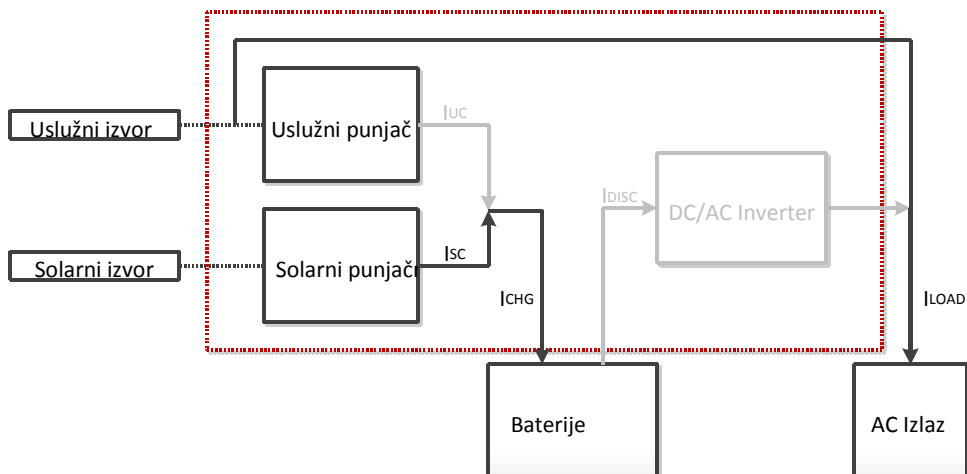 Uslužni izvor
Uslužni punjač
IUC
IDISC
DC/AC Inverter
Solarni izvor
Solarni punjači
ISC
ICHG
ILOAD
Baterije
AC Izlaz